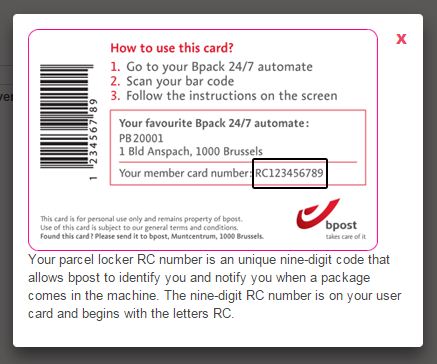 x
How to use this card?
1. Go to your Bpack 24/7 automate
2. Scan your bar code
3. Follow the instructions on the screen
1 234567 89
Your favourite Bpack 24/7 automate:
PB20001
1 Bld Anspach, 1000 Brussels
Your member card number: RC123456789
This card is for personal use only and remains property of bpost.
Use of this card is subject to our general terms and conditions.
Found this card? Please send it to bpost, Muntcentrum, 1000 Brussels.
bpost
takes care of it
Your parcel locker RC number is an unique nine-digit code that
allows bpost to identify you and notify you when a package
comes in the machine. The nine-digit RC number is on your user
card and begins with the letters RC.